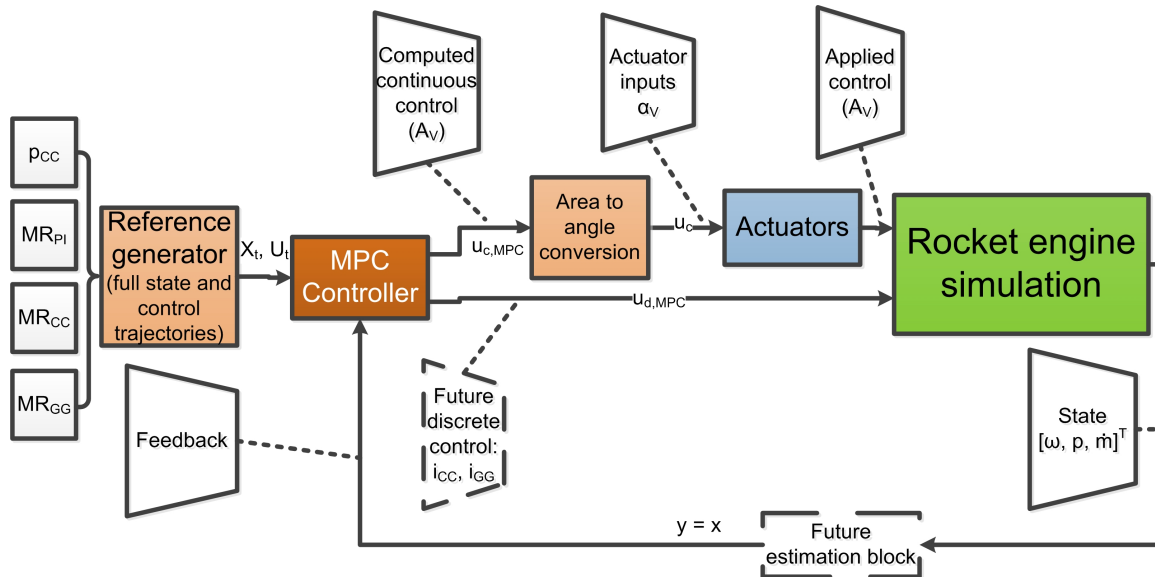 Computed
continuous
control
(A_V)
Actuator
inputs
α_V
Applied
control
(A_V)
p_CC
MR_PI
MR_CC
MR_GG
Reference
generator
(full state and
control
trajectories)
X_t, U_t
MPC
Controller
u_c,MPC
Area to
angle
conversion
u_c
Actuators
Rocket engine
simulation
u_d,MPC
Feedback
Future
discrete
control:
i_CC, i_GG
State
[ω, p, ṁ]^T
y = x
Future
estimation block